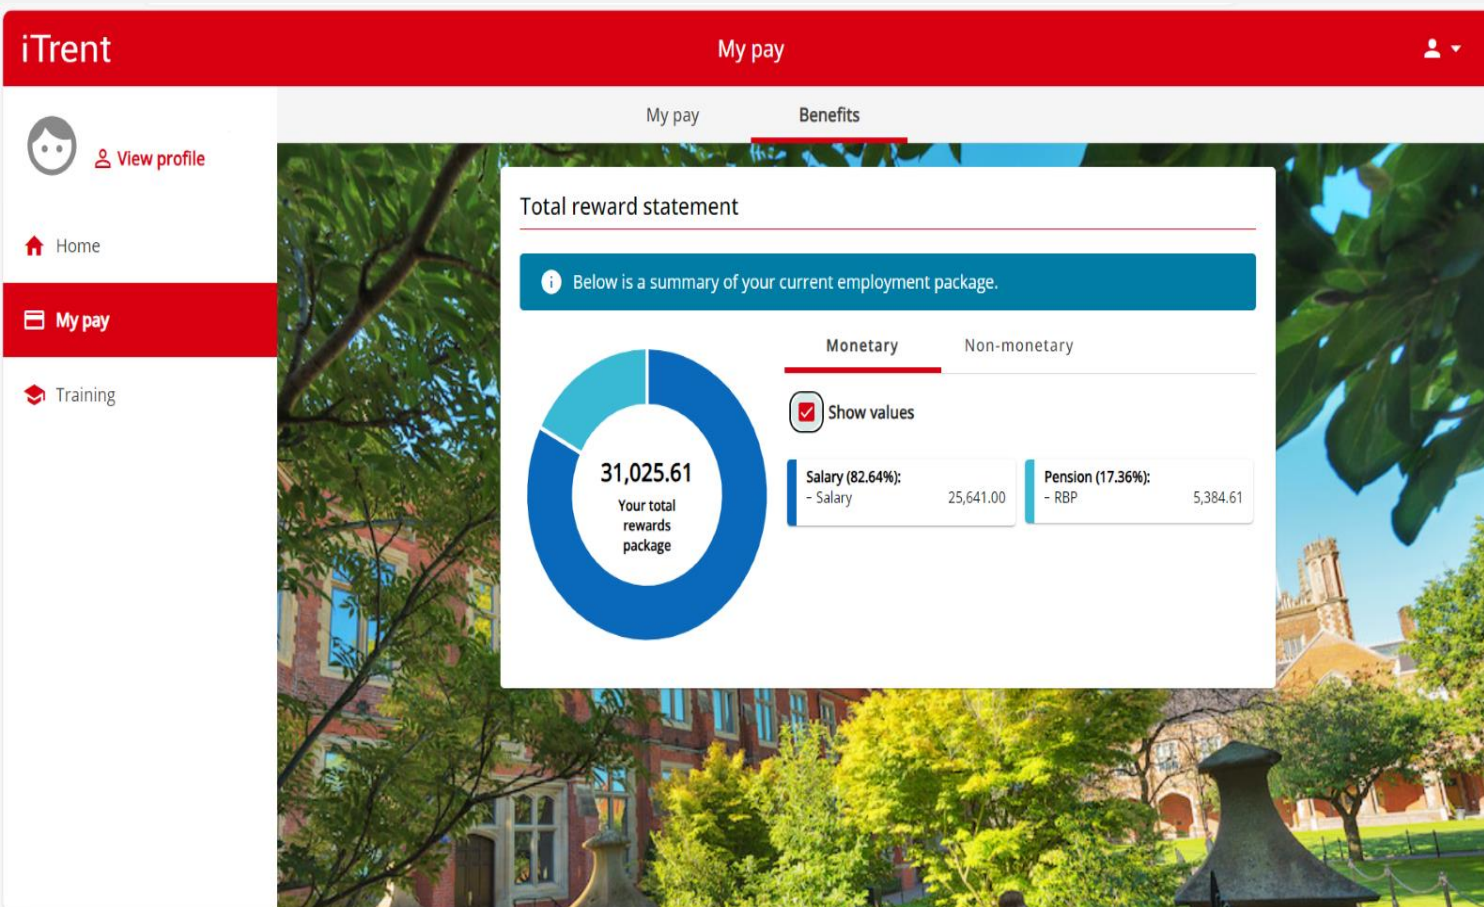 iTrent
My pay
View profile
Home
My pay
Training
My pay
Benefits
Total reward statement
Below is a summary of your current employment package.
31,025.61
Your total
rewards
package
Monetary
Non-monetary
Show values
Salary (82.64%):
- Salary 25,641.00
Pension (17.36%):
- RBP 5,384.61